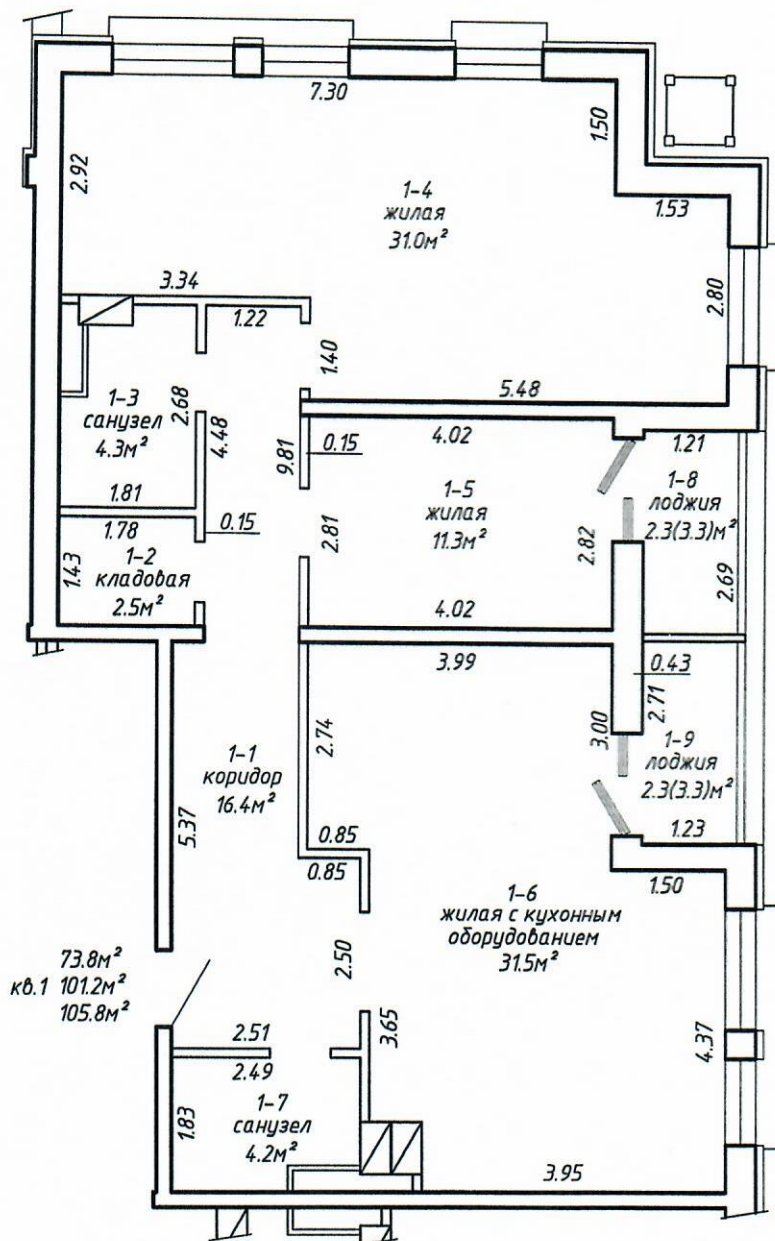 7.30
1.50
2.92
1-4
жилая
31.0м²
1.53
3.34
1.22
2.80
1.40
5.48
1-3
санузел
4.3м²
2.68
4.48
9.81
0.15
4.02
1.21
1-8
лоджия
2.3(3.3)м²
1-5
жилая
11.3м²
1.81
1.78
0.15
2.81
2.82
2.69
1.43
1-2
кладовая
2.5м²
4.02
3.99
0.43
2.74
3.00
2.71
1-9
лоджия
2.3(3.3)м²
1-1
коридор
16.4м²
5.37
0.85
0.85
1.23
1.50
1-6
жилая с кухонным
оборудованием
31.5м²
73.8м²
кв.1 101.2м²
105.8м²
2.50
3.65
4.37
2.51
2.49
1.83
1-7
санузел
4.2м²
3.95